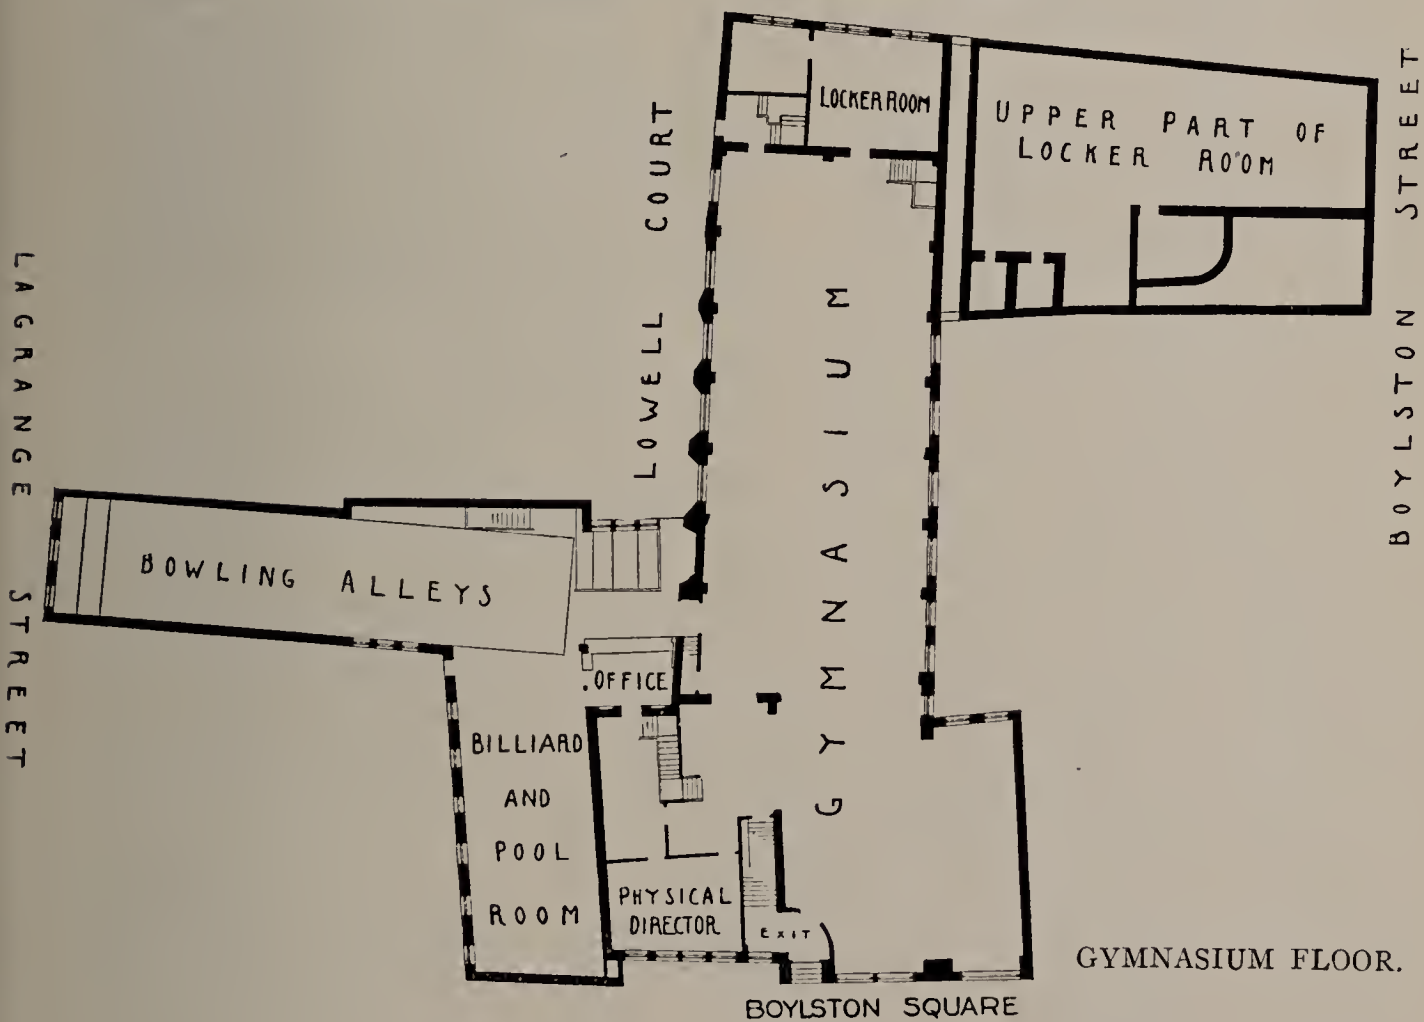 LOCKER ROOM
UPPER PART OF
LOCKER ROOM
BOYLSTON STREET
LOWELL COURT
LAGRANGE STREET
GYMNASIUM
BOWLING ALLEYS
OFFICE
BILLIARD
AND
POOL
ROOM
PHYSICAL
DIRECTOR
EXIT
GYMNASIUM FLOOR.
BOYLSTON SQUARE